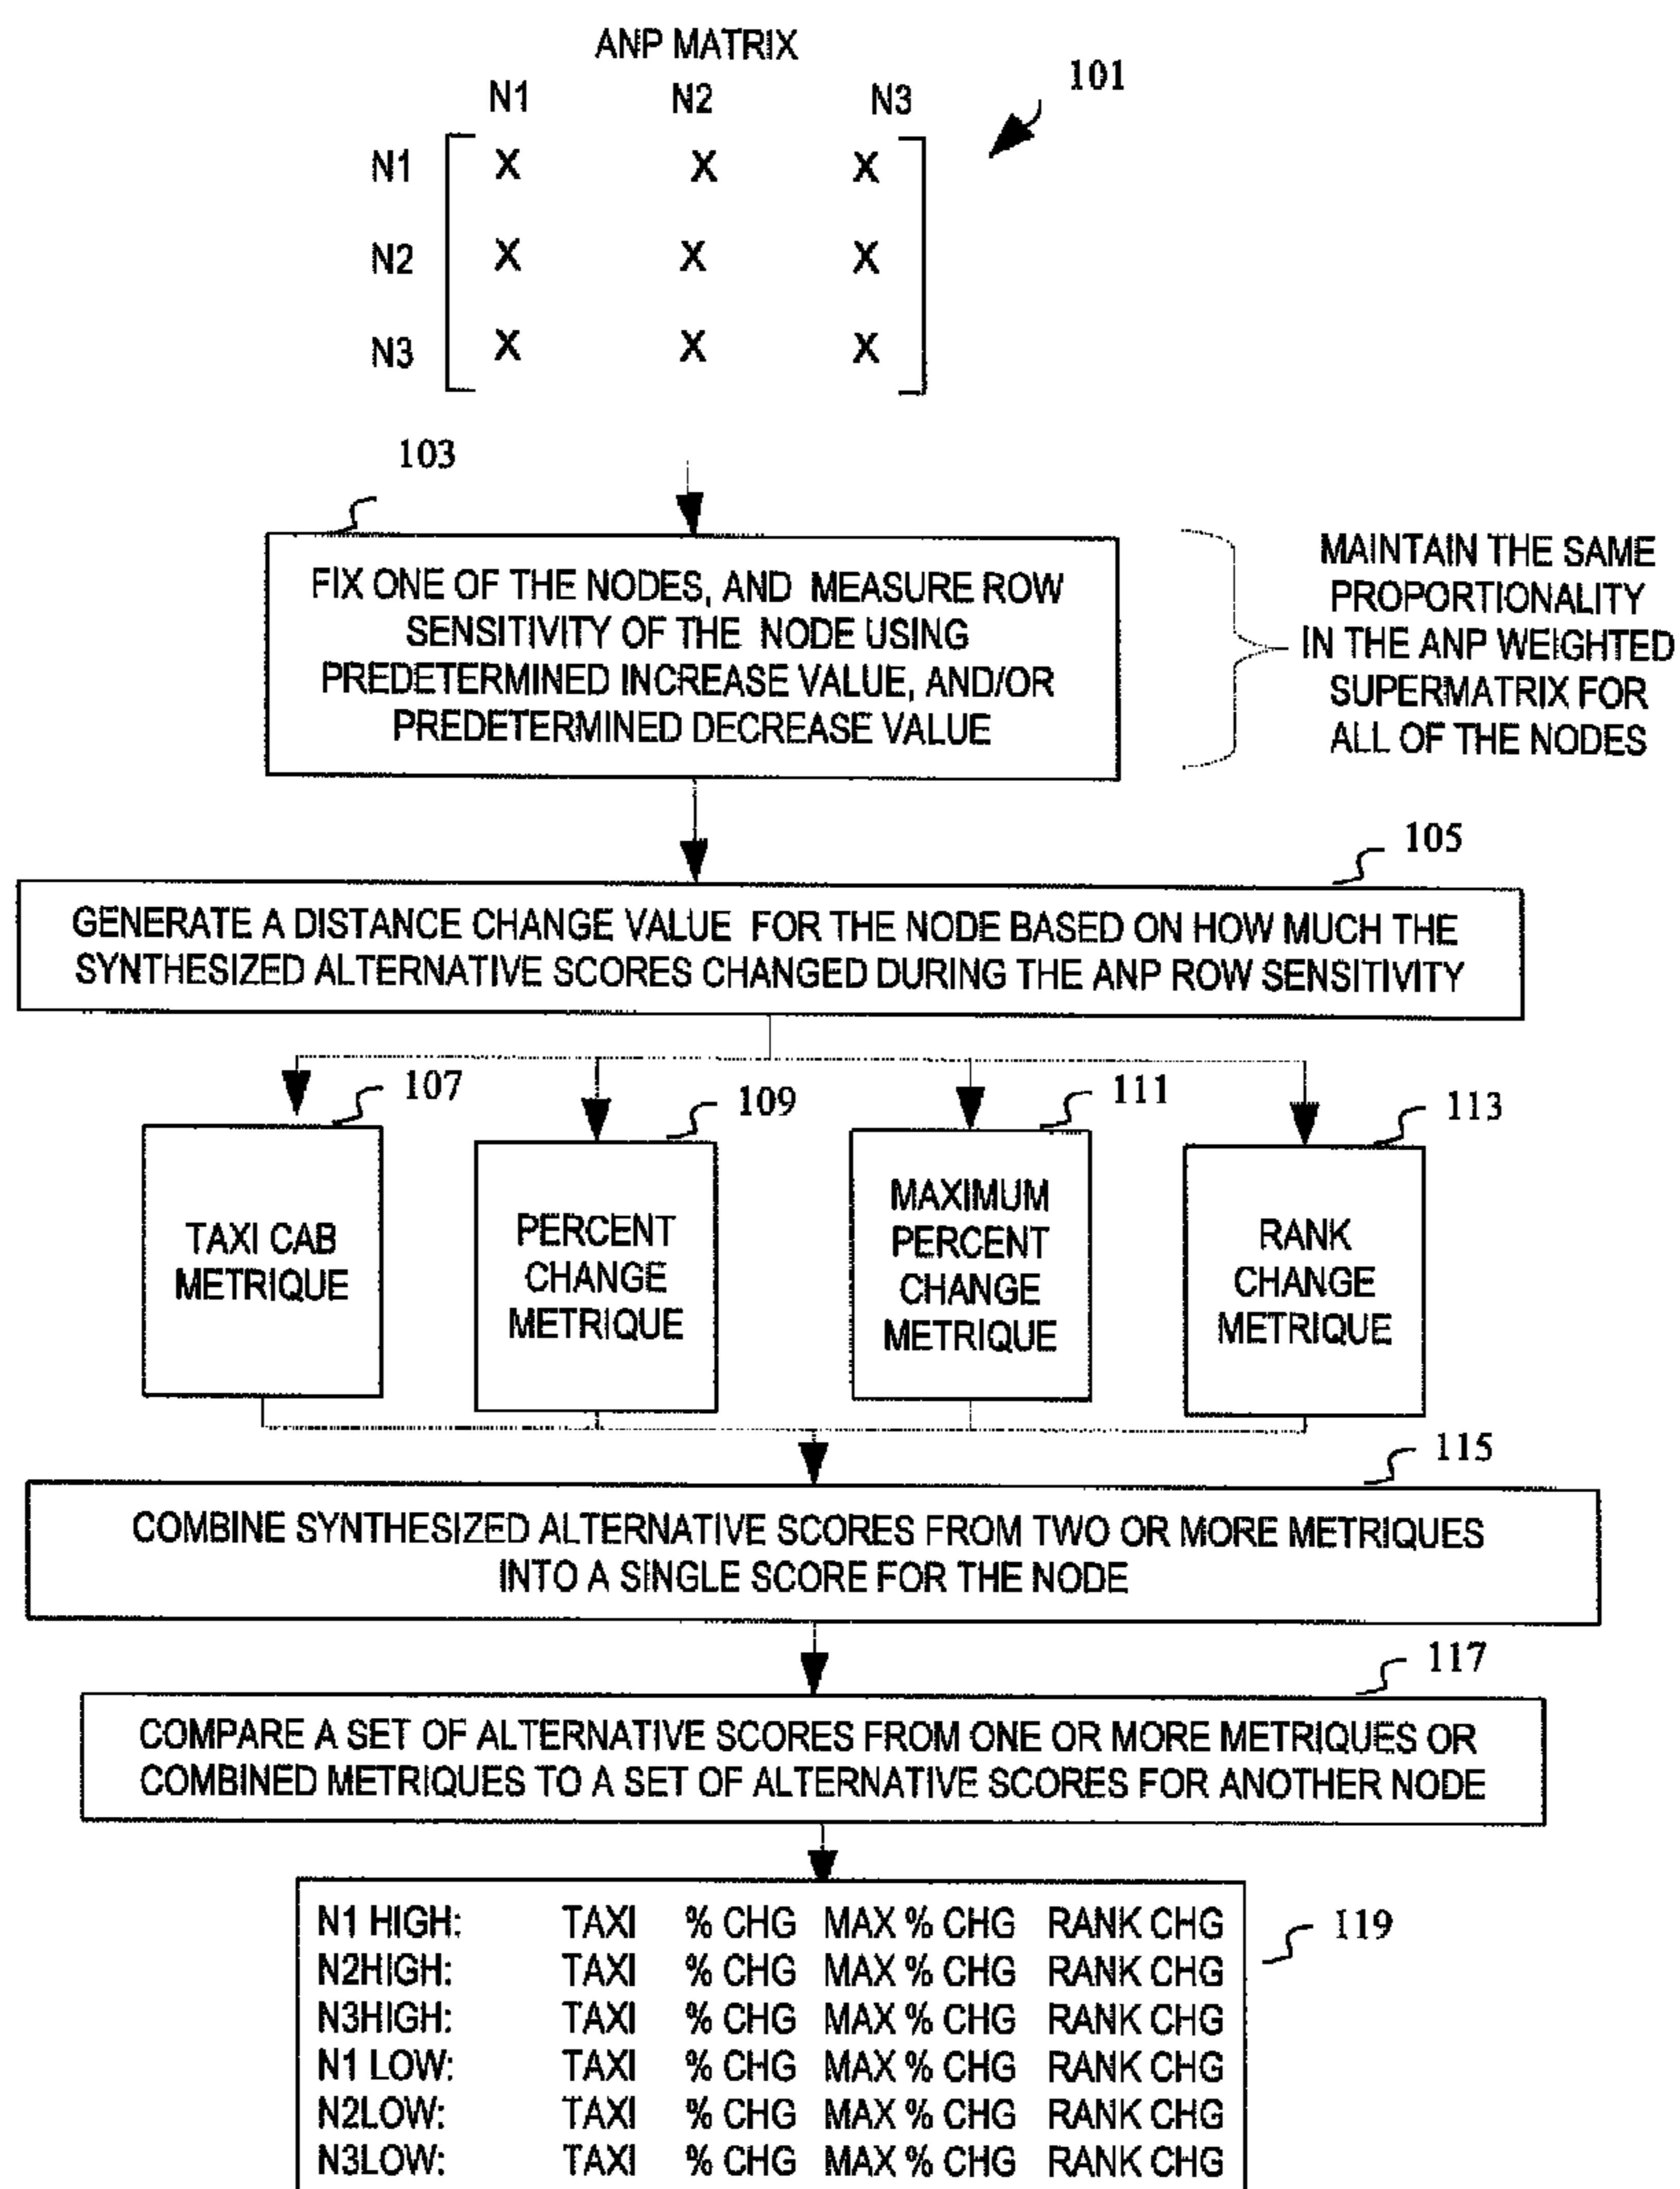 ANP MATRIX
101
N1 N2 N3
N1 X X X
N2 X X X
N3 X X X
103
FIX ONE OF THE NODES, AND MEASURE ROW
SENSITIVITY OF THE NODE USING
PREDETERMINED INCREASE VALUE, AND/OR
PREDETERMINED DECREASE VALUE
MAINTAIN THE SAME
PROPORTIONALITY
IN THE ANP WEIGHTED
SUPERMATRIX FOR
ALL OF THE NODES
105
GENERATE A DISTANCE CHANGE VALUE FOR THE NODE BASED ON HOW MUCH THE
SYNTHESIZED ALTERNATIVE SCORES CHANGED DURING THE ANP ROW SENSITIVITY
107
TAXI CAB
METRIQUE
109
PERCENT
CHANGE
METRIQUE
111
MAXIMUM
PERCENT
CHANGE
METRIQUE
113
RANK
CHANGE
METRIQUE
115
COMBINE SYNTHESIZED ALTERNATIVE SCORES FROM TWO OR MORE METRIQUES
INTO A SINGLE SCORE FOR THE NODE
117
COMPARE A SET OF ALTERNATIVE SCORES FROM ONE OR MORE METRIQUES OR
COMBINED METRIQUES TO A SET OF ALTERNATIVE SCORES FOR ANOTHER NODE
119
N1 HIGH: TAXI % CHG MAX % CHG RANK CHG
N2HIGH: TAXI % CHG MAX % CHG RANK CHG
N3HIGH: TAXI % CHG MAX % CHG RANK CHG
N1 LOW: TAXI % CHG MAX % CHG RANK CHG
N2LOW: TAXI % CHG MAX % CHG RANK CHG
N3LOW: TAXI % CHG MAX % CHG RANK CHG